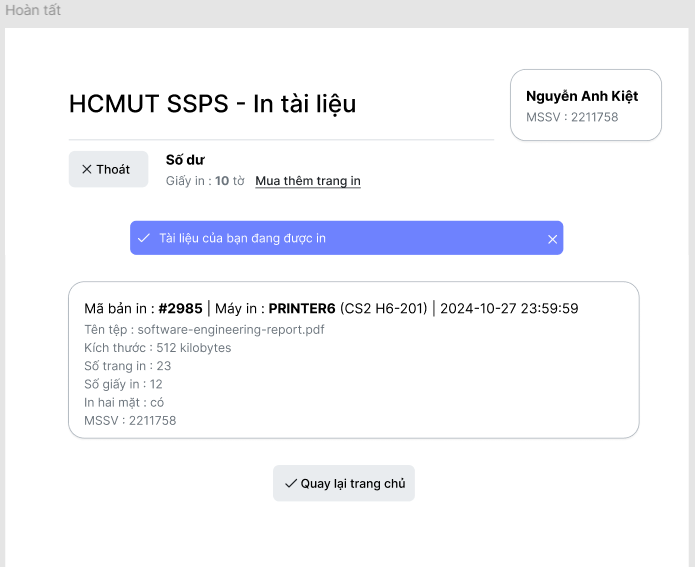 Hoàn tất
HCMUT SSPS - In tài liệu
Nguyễn Anh Kiệt
MSSV : 2211758
Thoát
Số dư
Giấy in : 10 tờ Mua thêm trang in
Tài liệu của bạn đang được in
Mã bản in : #2985 | Máy in : PRINTER6 (CS2 H6-201) | 2024-10-27 23:59:59
Tên tệp : software-engineering-report.pdf
Kích thước : 512 kilobytes
Số trang in : 23
Số giấy in : 12
In hai mặt : có
MSSV : 2211758
Quay lại trang chủ